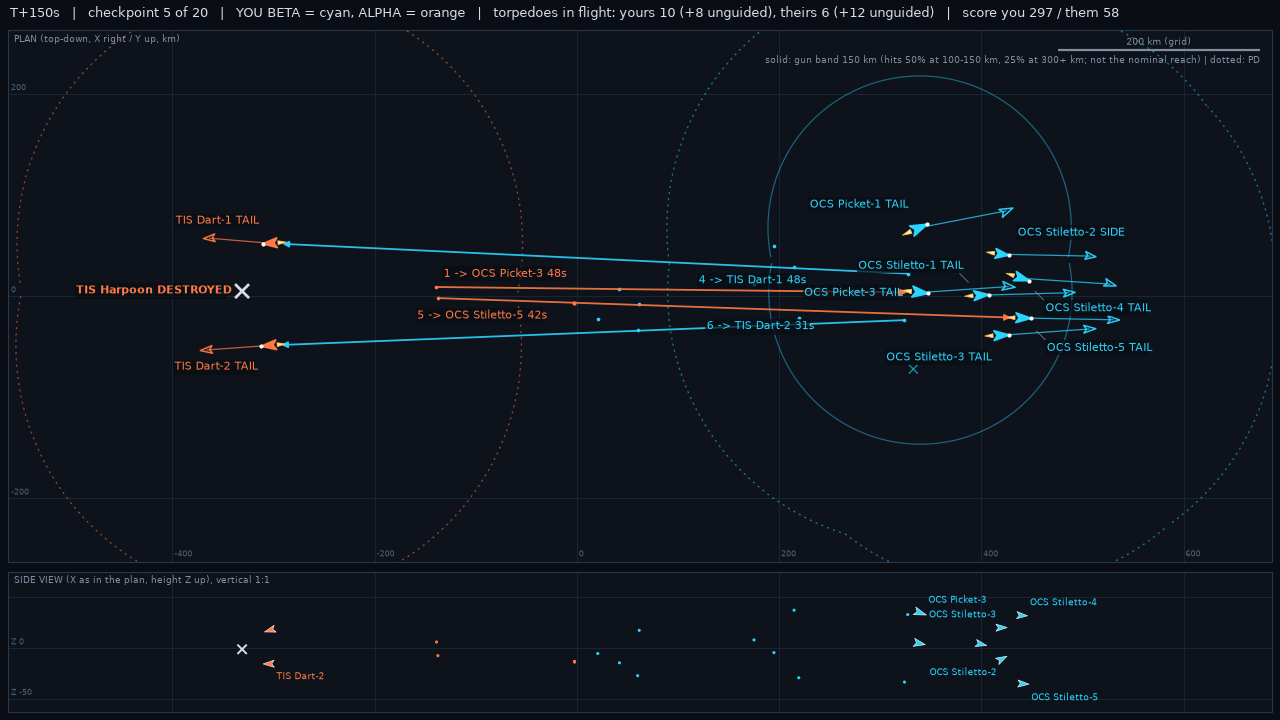 T+150s | checkpoint 5 of 20 | YOU BETA = cyan, ALPHA = orange | torpedoes in flight: yours 10 (+8 unguided), theirs 6 (+12 unguided) | score you 297 / them 58
PLAN (top-down, X right / Y up, km)
200 km (grid)
solid: gun band 150 km (hits 50% at 100-150 km, 25% at 300+ km; not the nominal reach) | dotted: PD
200
OCS Picket-1 TAIL
TIS Dart-1 TAIL
OCS Stiletto-2 SIDE
OCS Stiletto-1 TAIL
1 -> OCS Picket-3 48s
4 -> TIS Dart-1 48s
TIS Harpoon DESTROYED
0
OCS Picket-3 TAIL
OCS Stiletto-4 TAIL
5 -> OCS Stiletto-5 42s
6 -> TIS Dart-2 31s
OCS Stiletto-5 TAIL
OCS Stiletto-3 TAIL
TIS Dart-2 TAIL
-200
-400
-200
0
200
400
600
SIDE VIEW (X as in the plan, height Z up), vertical 1:1
OCS Picket-3
OCS Stiletto-4
OCS Stiletto-3
Z 0
OCS Stiletto-2
TIS Dart-2
Z -50
OCS Stiletto-5